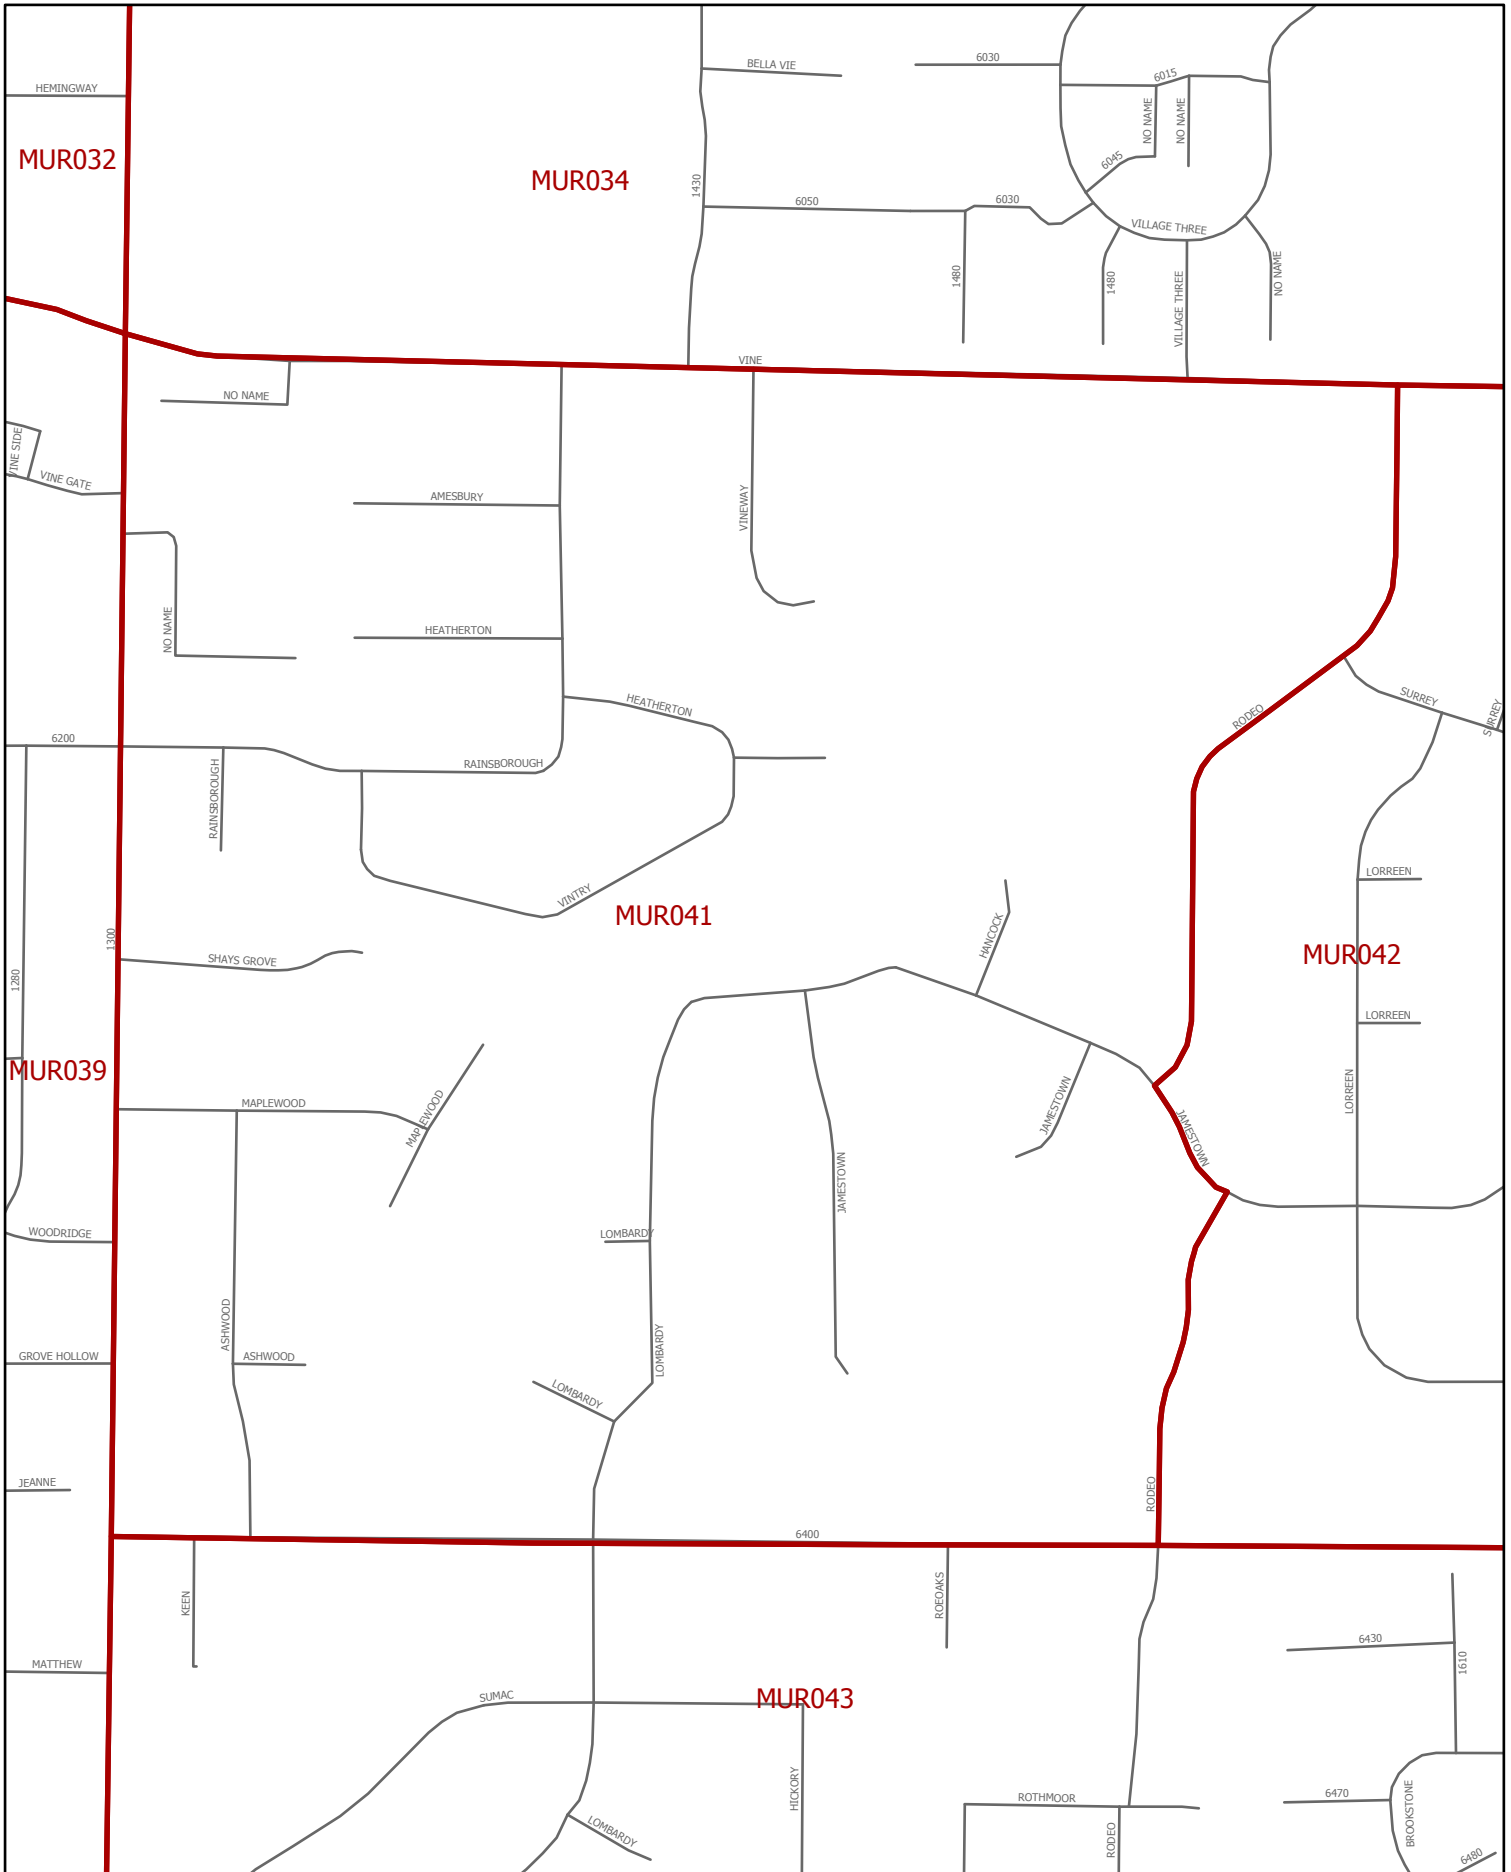 BELLA VIE
6030
6015
HEMINGWAY
NO NAME
NO NAME
MUR032
6045
MUR034
1430
6050
6030
VILLAGE THREE
1480
1480
NO NAME
VILLAGE THREE
VINE
NO NAME
VINE SIDE
VINE GATE
AMESBURY
VINEWAY
NO NAME
HEATHERTON
HEATHERTON
SURREY
SURREY
RODEO
6200
RAINSBOROUGH
RAINSBOROUGH
LORREEN
VINTRY
MUR041
HANCOCK
1300
MUR042
SHAYS GROVE
1280
LORREEN
MUR039
MAPLEWOOD
MAPLEWOOD
JAMESTOWN
LORREEN
JAMESTOWN
JAMESTOWN
WOODRIDGE
LOMBARDY
ASHWOOD
LOMBARDY
GROVE HOLLOW
ASHWOOD
LOMBARDY
JEANNE
RODEO
6400
KEEN
ROEOAKS
6430
MATTHEW
1610
SUMAC
MUR043
HICKORY
ROTHMOOR
6470
BROOKSTONE
LOMBARDY
RODEO
6480